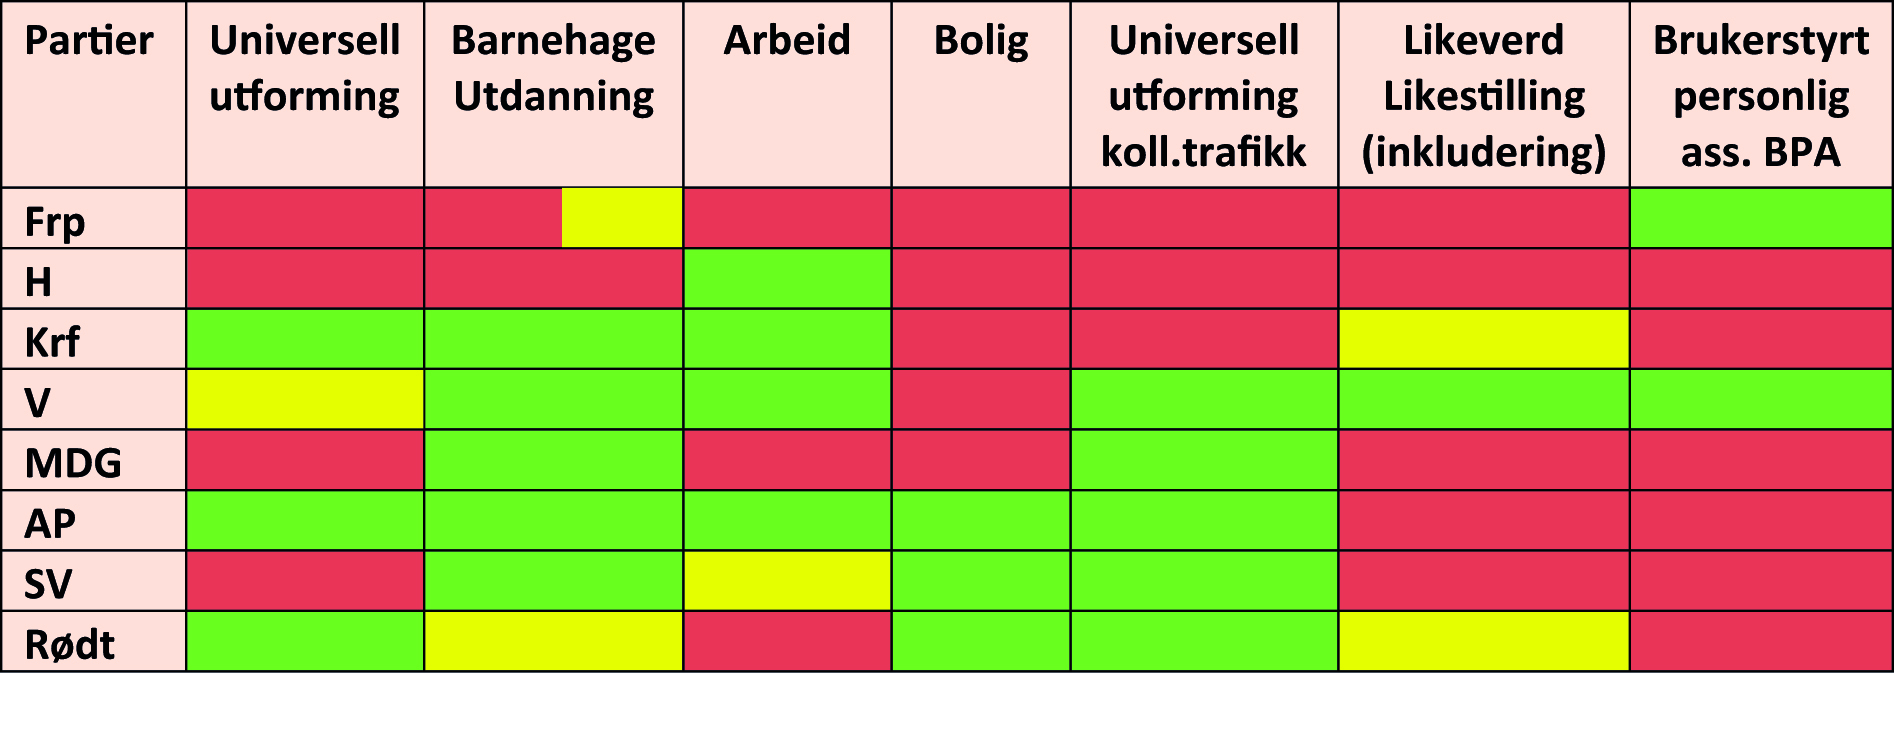 Partier
Universell
utforming
Barnehage
Utdanning
Arbeid
Bolig
Universell
utforming
koll.trafikk
Likeverd
Likestilling
(inkludering)
Brukerstyrt
personlig
ass. BPA
Frp
H
Krf
V
MDG
AP
SV
Rødt